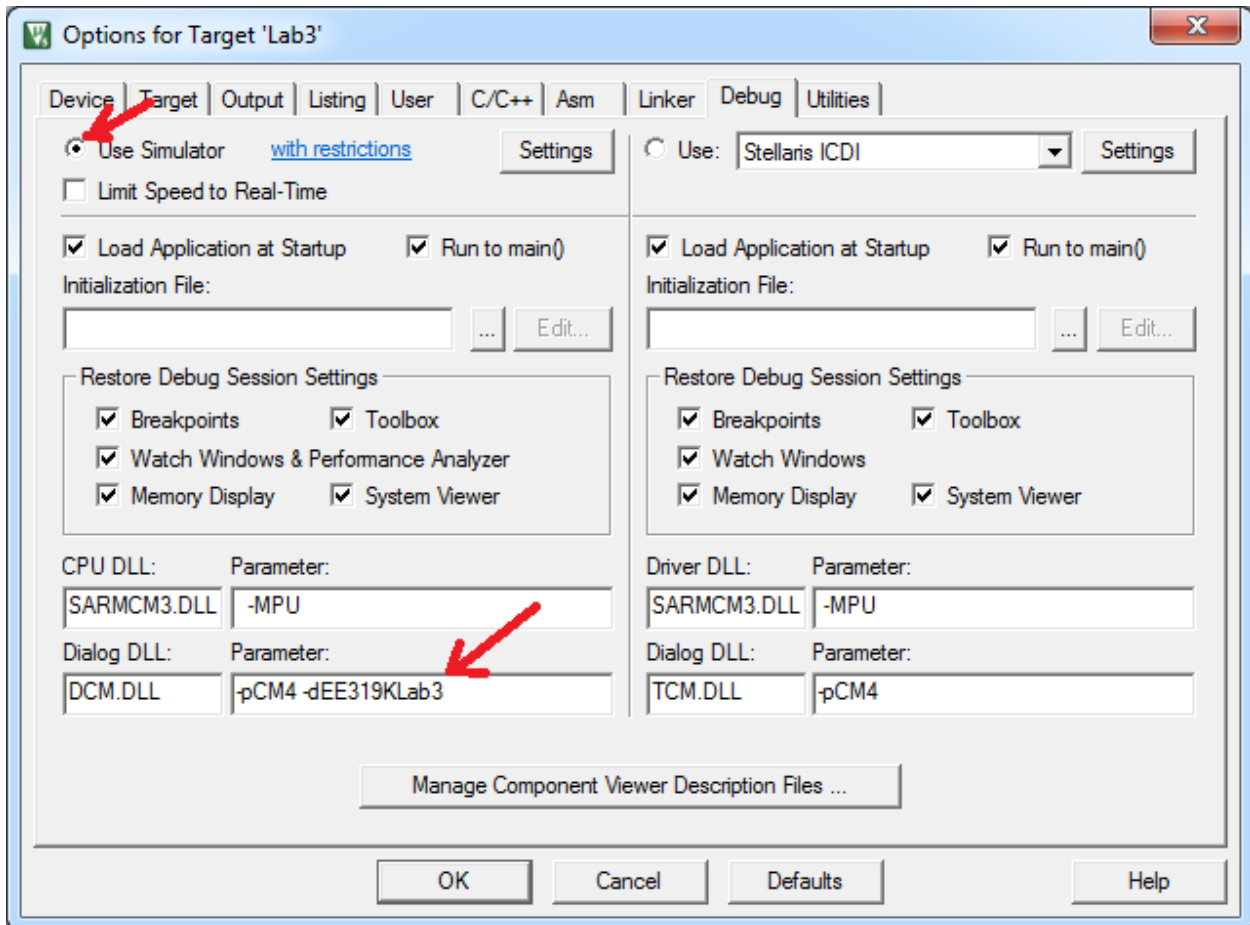 Options for Target 'Lab3'
Device Target Output Listing User C/C++ Asm Linker Debug Utilities
Use Simulator with restrictions Settings
Limit Speed to Real-Time
Use: Stellaris ICDI Settings
Load Application at Startup Run to main()
Initialization File:
... Edit...
Load Application at Startup Run to main()
Initialization File:
... Edit...
Restore Debug Session Settings
Breakpoints Toolbox
Watch Windows & Performance Analyzer
Memory Display System Viewer
Restore Debug Session Settings
Breakpoints Toolbox
Watch Windows
Memory Display System Viewer
CPU DLL: Parameter:
SARMCM3.DLL -MPU
Dialog DLL: Parameter:
DCM.DLL -pCM4 -dEE319KLab3
Driver DLL: Parameter:
SARMCM3.DLL -MPU
Dialog DLL: Parameter:
TCM.DLL -pCM4
Manage Component Viewer Description Files ...
OK Cancel Defaults Help